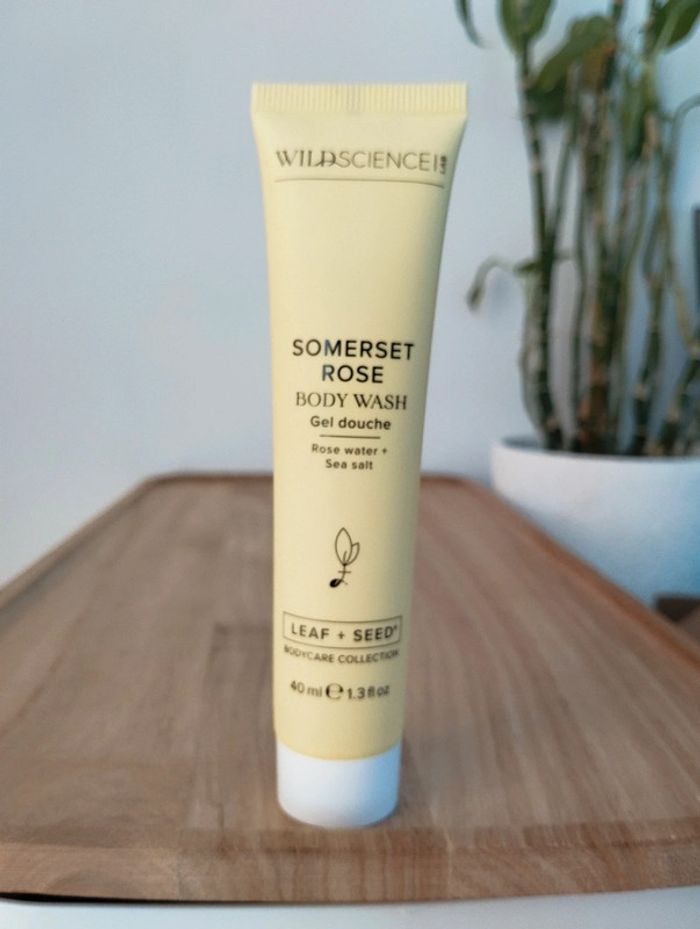 WILDSCIENCE|LAB
SOMERSET
ROSE
BODY WASH
Gel douche
Rose water +
Sea salt
LEAF + SEED®
BODYCARE COLLECTION
40 ml ℮ 1.3 fl oz